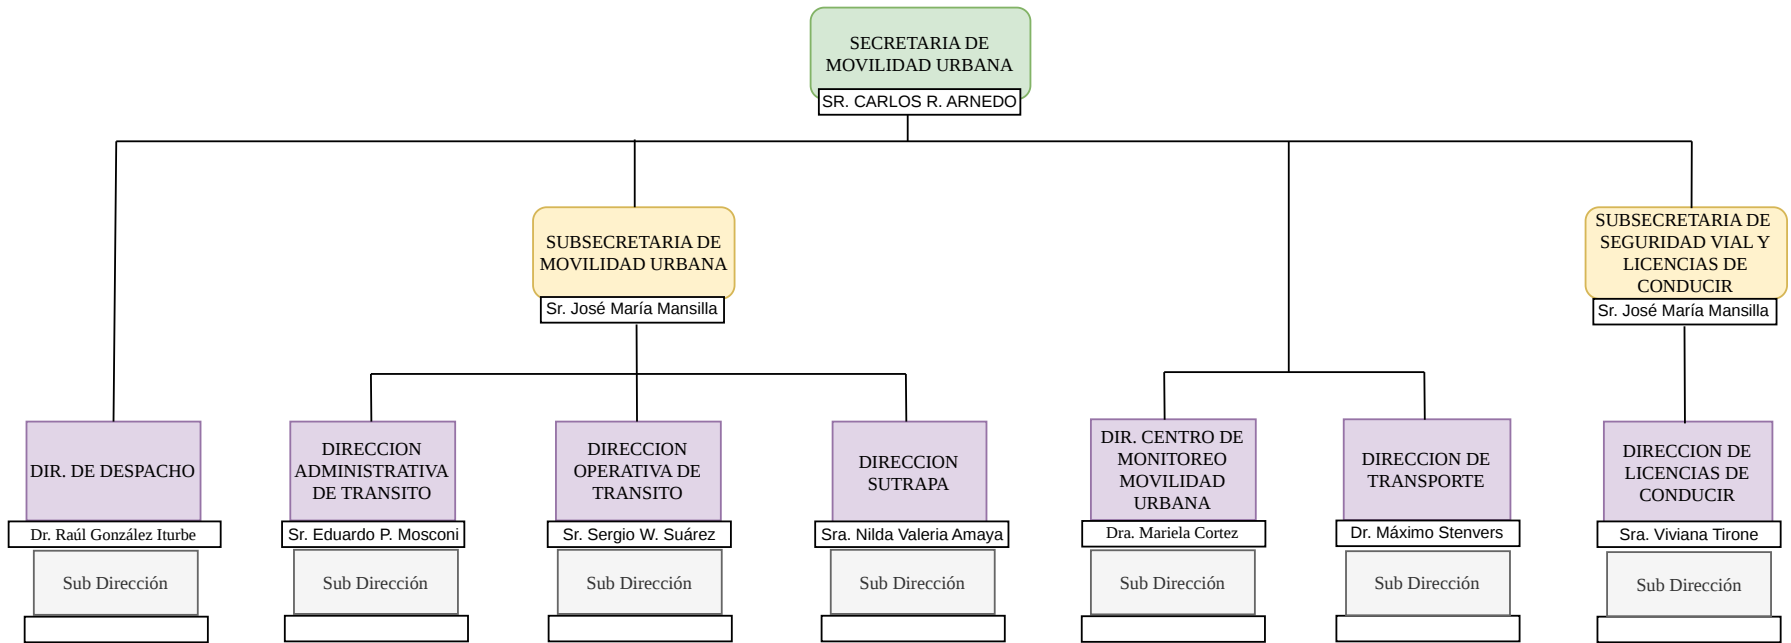 SECRETARIA DE
MOVILIDAD URBANA
SR. CARLOS R. ARNEDO
SUBSECRETARIA DE
MOVILIDAD URBANA
Sr. José María Mansilla
SUBSECRETARIA DE
SEGURIDAD VIAL Y
LICENCIAS DE
CONDUCIR
Sr. José María Mansilla
DIR. DE DESPACHO
Dr. Raúl González Iturbe
Sub Dirección
DIRECCION
ADMINISTRATIVA
DE TRANSITO
Sr. Eduardo P. Mosconi
Sub Dirección
DIRECCION
OPERATIVA DE
TRANSITO
Sr. Sergio W. Suárez
Sub Dirección
DIRECCION
SUTRAPA
Sra. Nilda Valeria Amaya
Sub Dirección
DIR. CENTRO DE
MONITOREO
MOVILIDAD
URBANA
Dra. Mariela Cortez
Sub Dirección
DIRECCION DE
TRANSPORTE
Dr. Máximo Stenvers
Sub Dirección
DIRECCION DE
LICENCIAS DE
CONDUCIR
Sra. Viviana Tirone
Sub Dirección